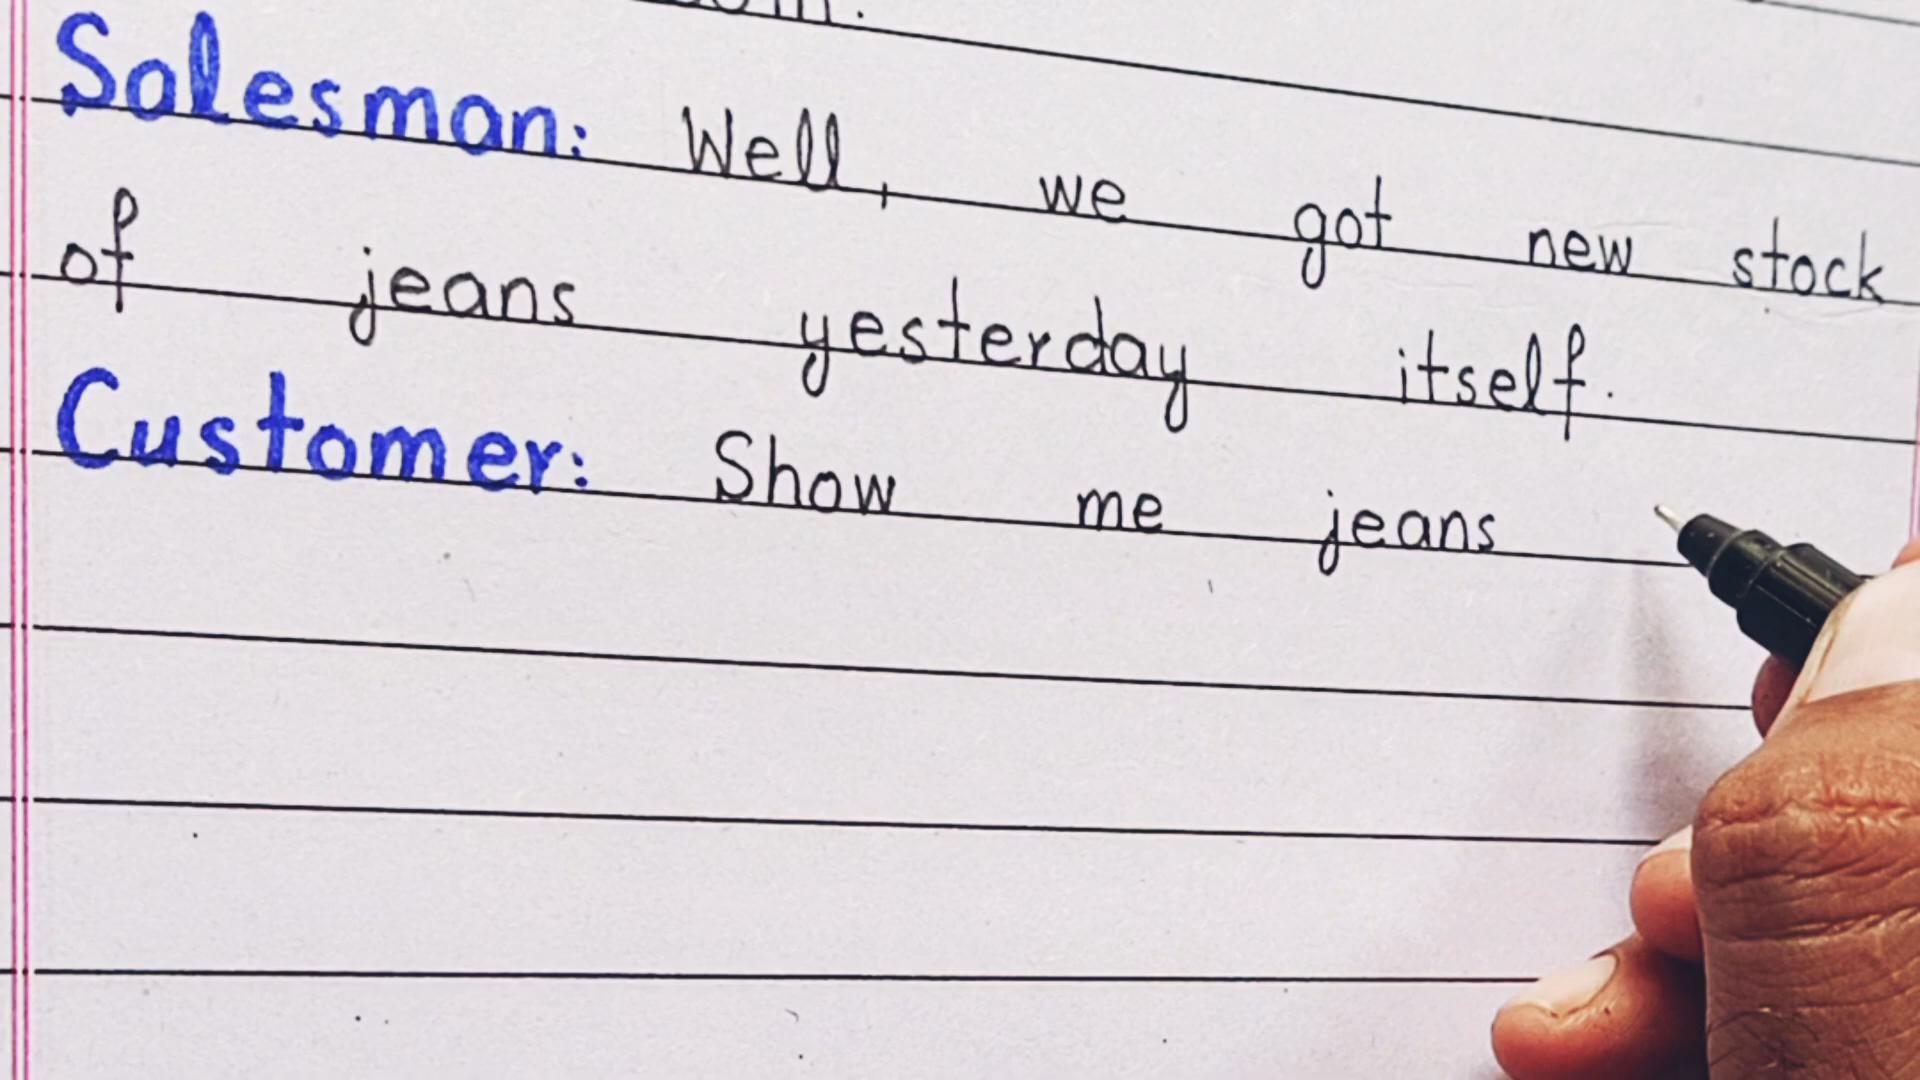 Salesman: Well, we got new stock
of jeans yesterday itself.
Customer: Show me jeans